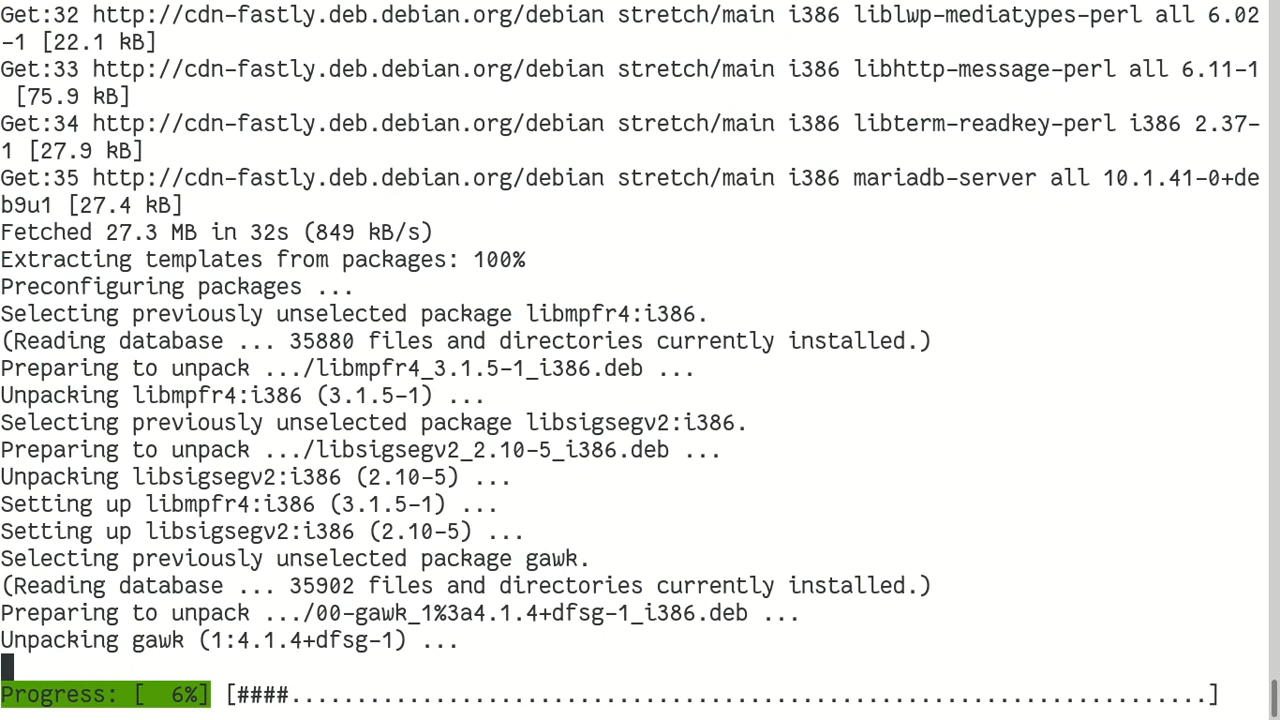 Get:32 http://cdn-fastly.deb.debian.org/debian stretch/main i386 liblwp-mediatypes-perl all 6.02
-1 [22.1 kB]
Get:33 http://cdn-fastly.deb.debian.org/debian stretch/main i386 libhttp-message-perl all 6.11-1
 [75.9 kB]
Get:34 http://cdn-fastly.deb.debian.org/debian stretch/main i386 libterm-readkey-perl i386 2.37-
1 [27.9 kB]
Get:35 http://cdn-fastly.deb.debian.org/debian stretch/main i386 mariadb-server all 10.1.41-0+de
b9u1 [27.4 kB]
Fetched 27.3 MB in 32s (849 kB/s)
Extracting templates from packages: 100%
Preconfiguring packages ...
Selecting previously unselected package libmpfr4:i386.
(Reading database ... 35880 files and directories currently installed.)
Preparing to unpack .../libmpfr4_3.1.5-1_i386.deb ...
Unpacking libmpfr4:i386 (3.1.5-1) ...
Selecting previously unselected package libsigsegv2:i386.
Preparing to unpack .../libsigsegv2_2.10-5_i386.deb ...
Unpacking libsigsegv2:i386 (2.10-5) ...
Setting up libmpfr4:i386 (3.1.5-1) ...
Setting up libsigsegv2:i386 (2.10-5) ...
Selecting previously unselected package gawk.
(Reading database ... 35902 files and directories currently installed.)
Preparing to unpack .../00-gawk_1%3a4.1.4+dfsg-1_i386.deb ...
Unpacking gawk (1:4.1.4+dfsg-1) ...
Progress: [  6%] [####......................................................................]